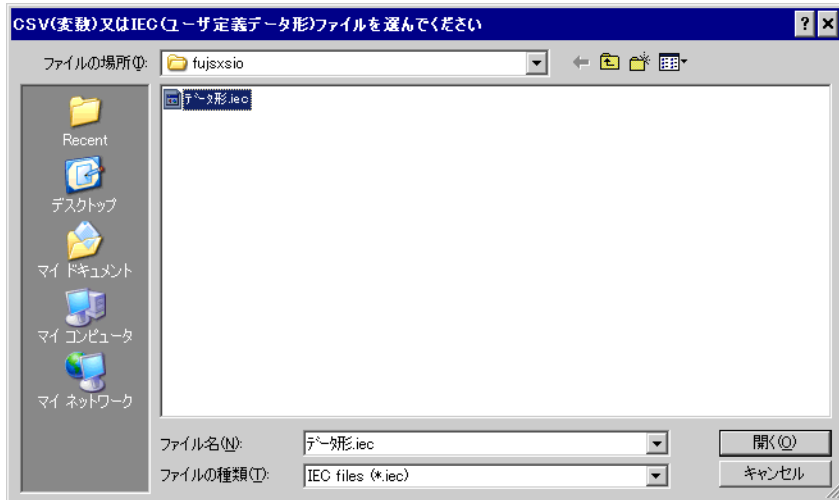 CSV(変数)又はIEC(ユーザ定義データ形)ファイルを選んでください
ファイルの場所(I):
fujsxsio
ﾃﾞｰﾀ形.iec
Recent
デスクトップ
マイ ドキュメント
マイ コンピュータ
マイ ネットワーク
ファイル名(N):
ﾃﾞｰﾀ形.iec
開く(O)
ファイルの種類(T):
IEC files (*.iec)
キャンセル